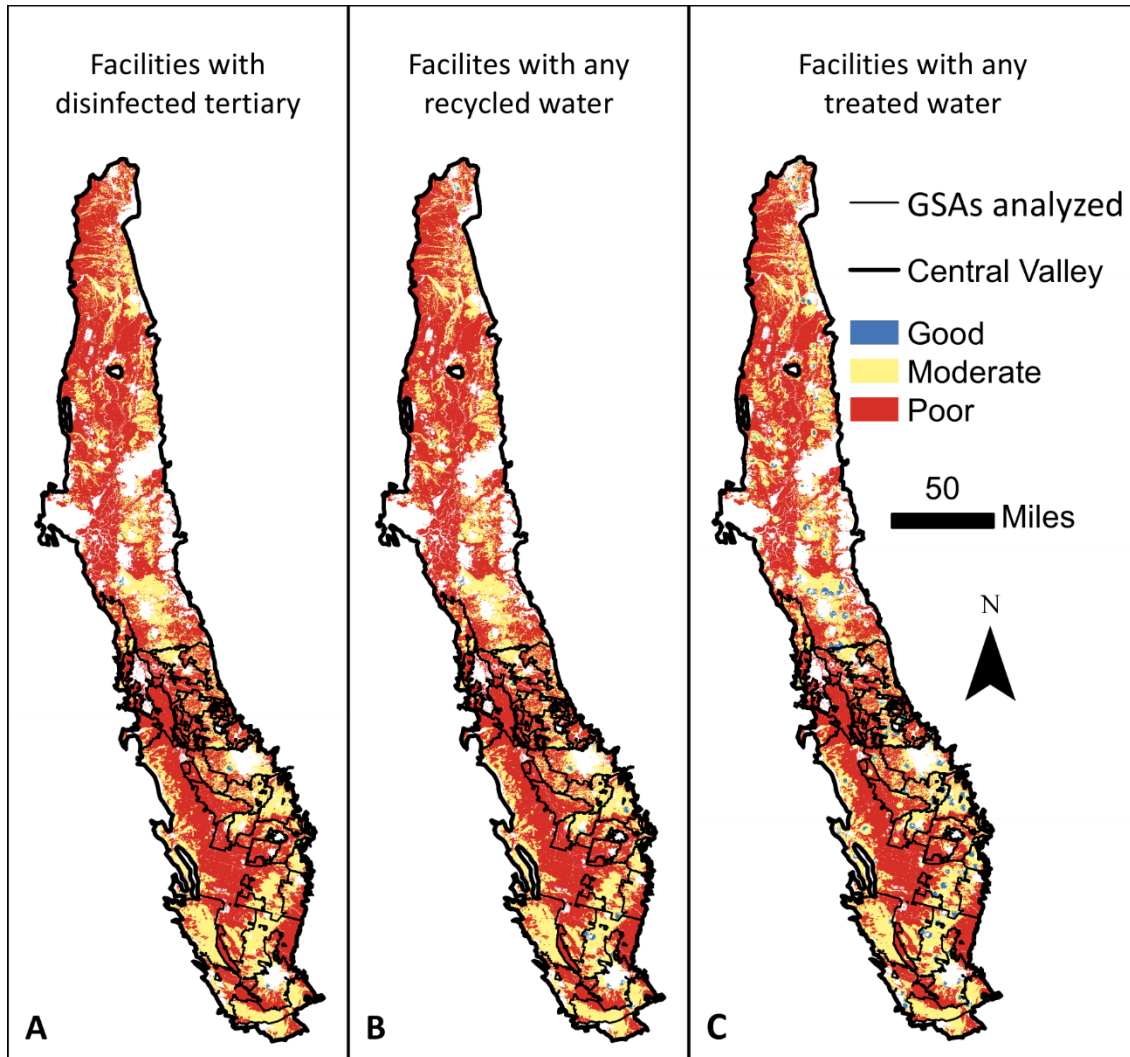 Facilities with
disinfected tertiary
Facilites with any
recycled water
Facilities with any
treated water
GSAs analyzed
Central Valley
Good
Moderate
Poor
50
Miles
N
A
B
C